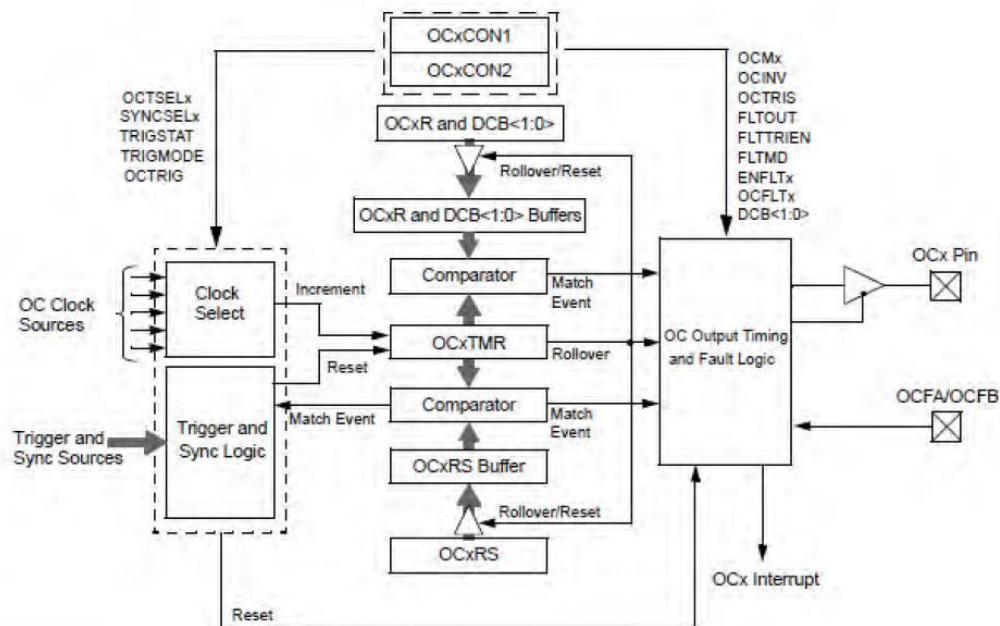 OCxCON1
OCxCON2
OCTSELx
SYNCSELx
TRIGSTAT
TRIGMODE
OCTRIG
OCMx
OCINV
OCTRIS
FLTOUT
FLTTRIEN
FLTMD
ENFLTx
OCFLTx
DCB<1:0>
OCxR and DCB<1:0>
Rollover/Reset
OCxR and DCB<1:0> Buffers
OC Clock
Sources
Clock
Select
Increment
Comparator
Match
Event
OCxTMR
Rollover
Reset
OC Output Timing
and Fault Logic
OCx Pin
Trigger and
Sync Sources
Trigger and
Sync Logic
Match Event
Comparator
Match
Event
OCFA/OCFB
OCxRS Buffer
Rollover/Reset
OCxRS
OCx Interrupt
Reset